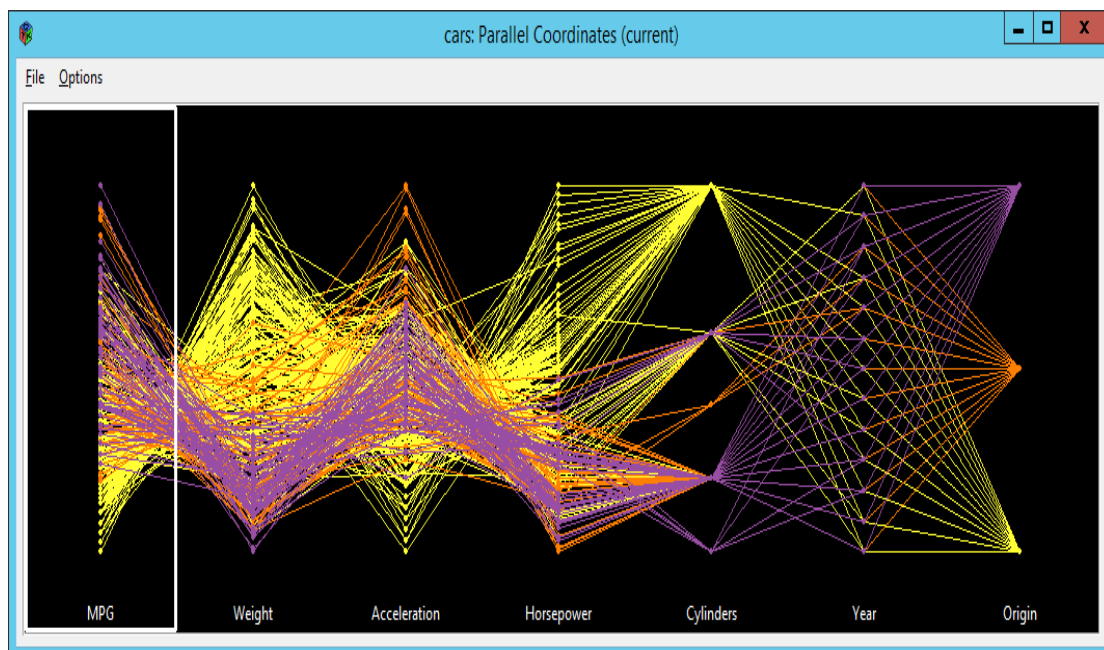 cars: Parallel Coordinates (current)
File Options
MPG Weight Acceleration Horsepower Cylinders Year Origin